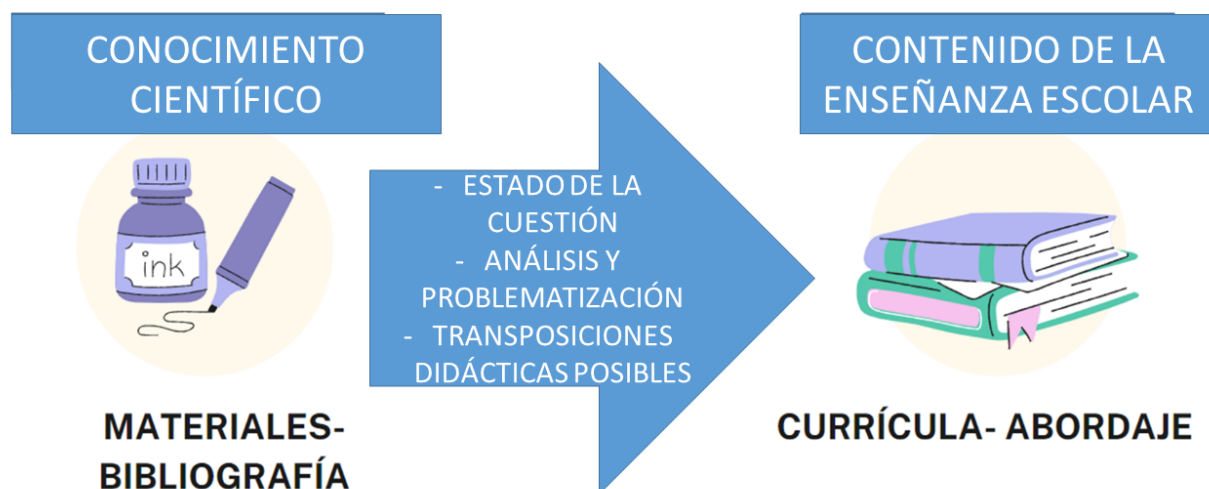 CONOCIMIENTO
CIENTÍFICO
ink
MATERIALES-
BIBLIOGRAFÍA
- ESTADO DE LA
CUESTIÓN
- ANÁLISIS Y
PROBLEMATIZACIÓN
- TRANSPOSICIONES
DIDÁCTICAS POSIBLES
CONTENIDO DE LA
ENSEÑANZA ESCOLAR
CURRÍCULA- ABORDAJE